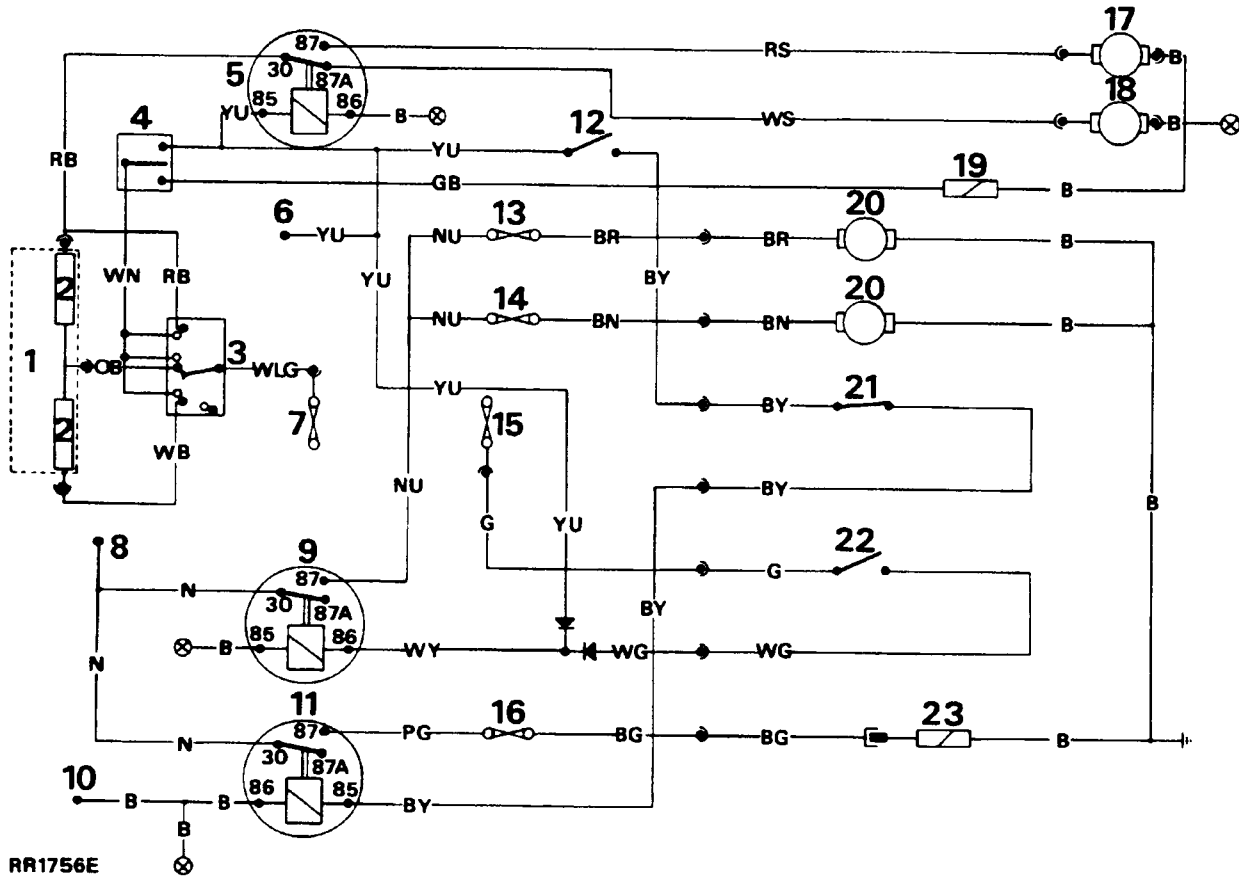 17
87
RS
B
30
5
87A
18
85
86
YU
B
WS
B
4
12
RB
YU
19
GB
B
6
13
20
YU
NU
BR
BR
B
WN
RB
YU
BY
2
14
20
NU
BN
BN
B
1
OB
3
WLG
YU
21
BY
2
7
15
WB
NU
BY
B
G
YU
22
8
9
87
G
N
30
87A
BY
85
86
B
WY
WG
WG
N
11
87
PG
16
BG
BG
23
B
N
30
87A
10
86
85
B
B
BY
B
RR1756E